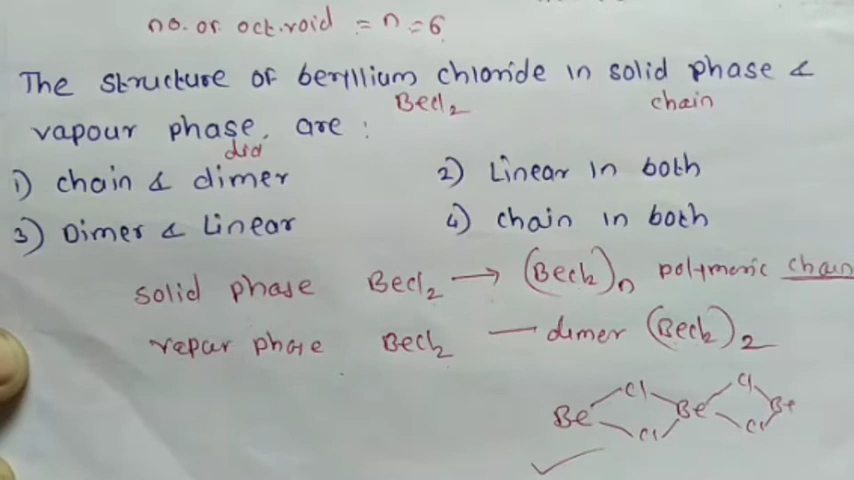 no. of oct. void = n = 6
The structure of beryllium chloride in solid phase &
BeCl2 chain
vapour phase, are :
1) chain & dimer 2) Linear in both
3) Dimer & Linear 4) chain in both
solid phase BeCl2 → (BeCl2)n polymeric chain
vapur phase BeCl2 — dimer (BeCl2)2
Cl Cl
Be Be Be
Cl Cl